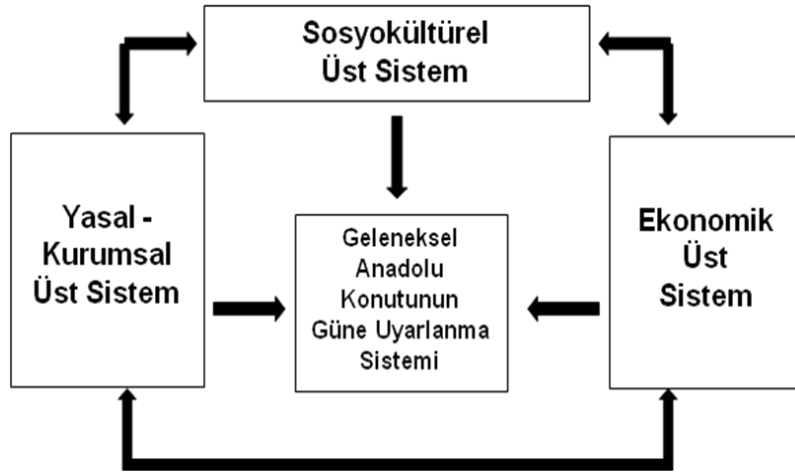 Sosyokültürel
Üst Sistem
Yasal -
Kurumsal
Üst Sistem
Geleneksel
Anadolu
Konutunun
Güne Uyarlanma
Sistemi
Ekonomik
Üst
Sistem